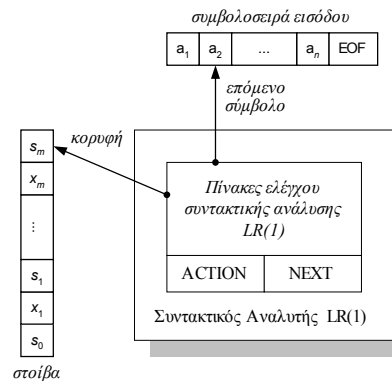 συμβολοσειρά εισόδου
a1 a2 ... an EOF
επόμενο
σύμβολο
κορυφή
sm
xm
⋮
s1
x1
s0
στοίβα
Πίνακες ελέγχου
συντακτικής ανάλυσης
LR(1)
ACTION NEXT
Συντακτικός Αναλυτής LR(1)